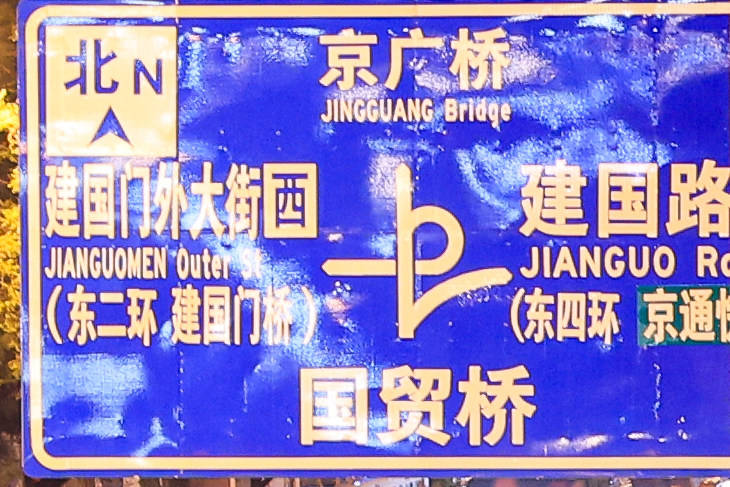 北 N
京广桥
JINGGUANG Bridge
建国门外大街 西
JIANGUOMEN Outer St
(东二环 建国门桥)
建国路
JIANGUO
(东四环 京通
国贸桥